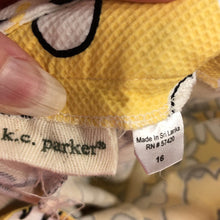 k.c. parker®
Made in Sri Lanka
RN # 57420
16